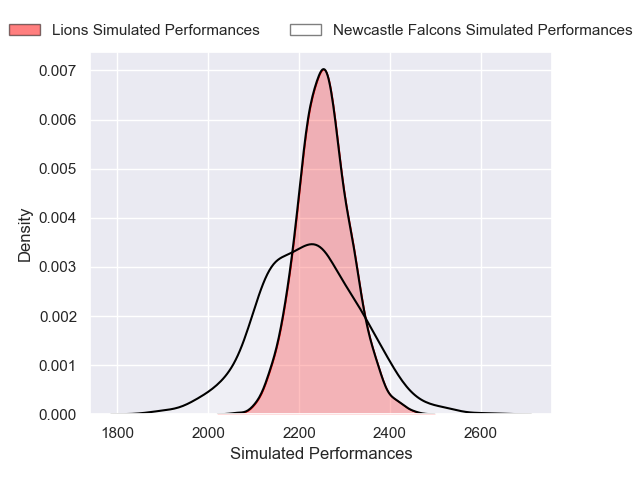 Lions Simulated Performances
Newcastle Falcons Simulated Performances
0.007
0.006
0.005
0.004
0.003
0.002
0.001
0.000
Density
1800 2000 2200 2400 2600
Simulated Performances